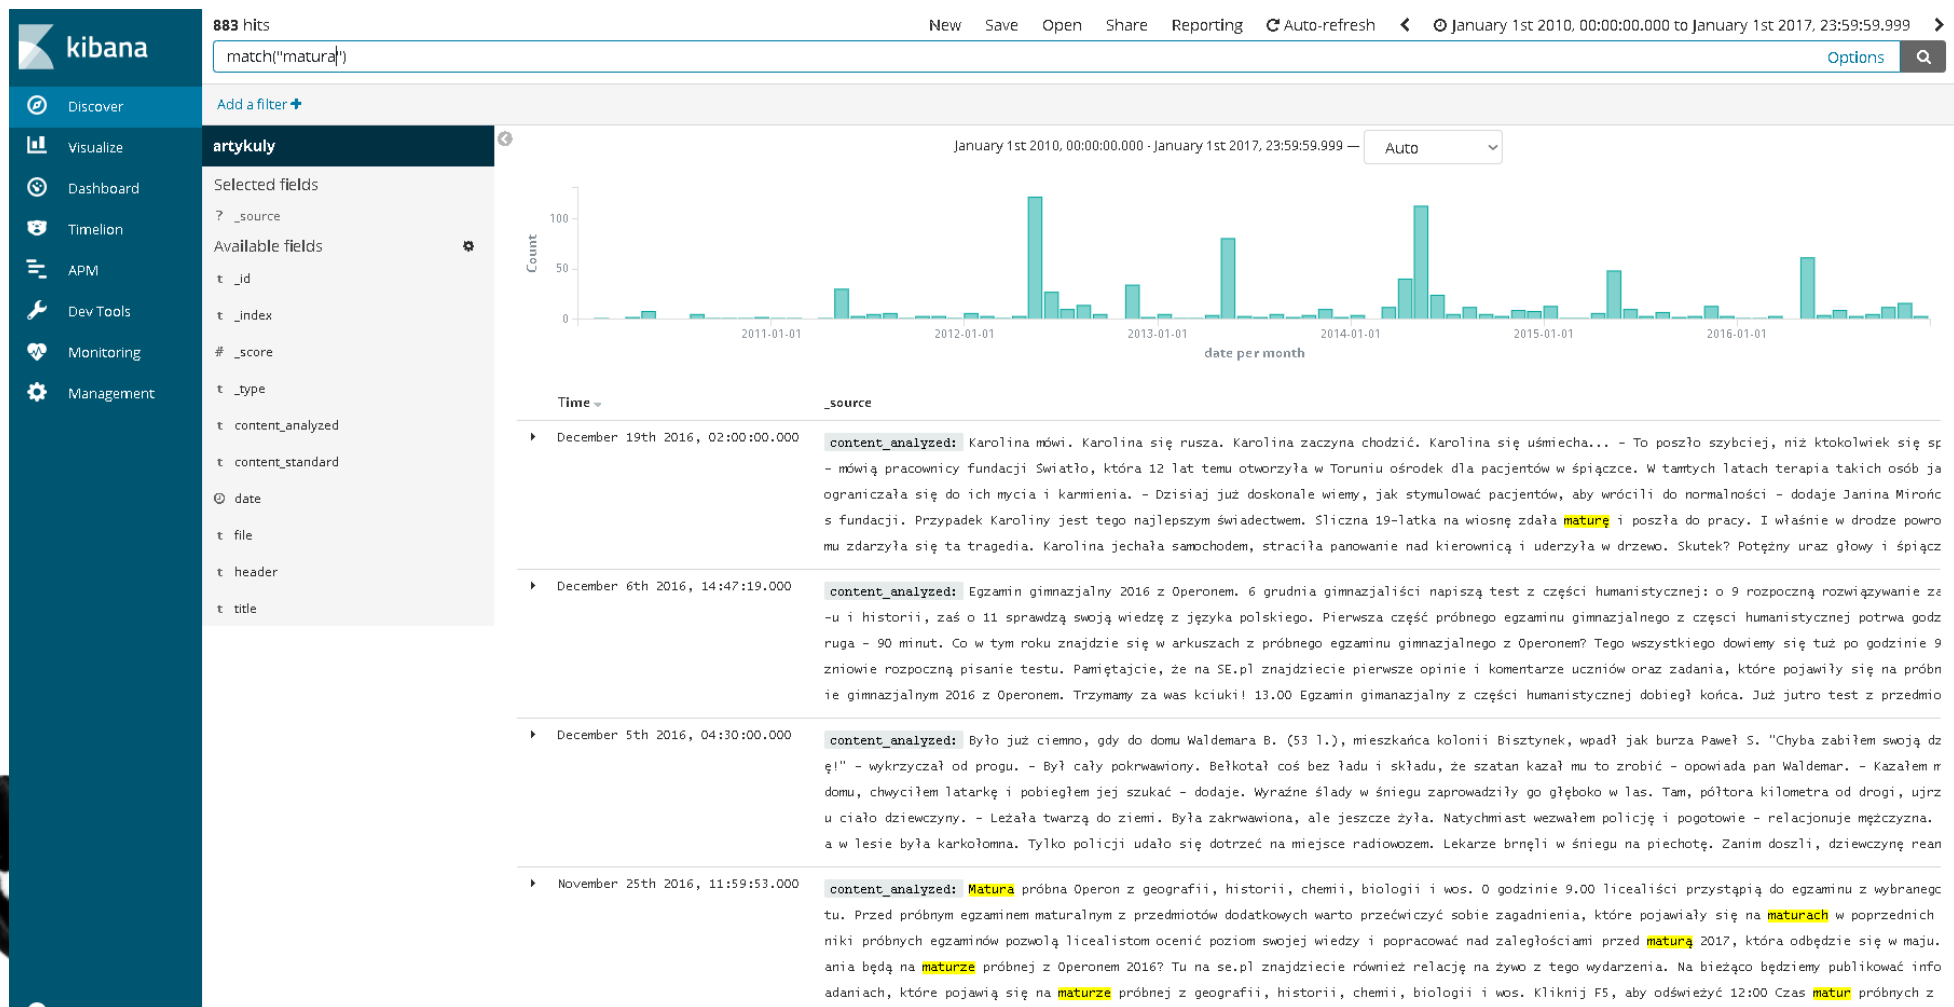 kibana
Discover
Visualize
Dashboard
Timelion
APM
Dev Tools
Monitoring
Management
883 hits
New Save Open Share Reporting Auto-refresh January 1st 2010, 00:00:00.000 to January 1st 2017, 23:59:59.999
match("matura")
Options
Add a filter +
artykuly
Selected fields
? _source
Available fields
t _id
t _index
# _score
t _type
t content_analyzed
t content_standard
date
t file
t header
t title
January 1st 2010, 00:00:00.000 - January 1st 2017, 23:59:59.999 — Auto
Count
100
50
0
2011-01-01 2012-01-01 2013-01-01 2014-01-01 2015-01-01 2016-01-01
date per month
Time _source
December 19th 2016, 02:00:00.000
content_analyzed: Karolina mówi. Karolina się rusza. Karolina zaczyna chodzić. Karolina się uśmiecha... – To poszło szybciej, niż ktokolwiek się sp
– mówią pracownicy fundacji Światło, która 12 lat temu otworzyła w Toruniu ośrodek dla pacjentów w śpiączce. W tamtych latach terapia takich osób ja
ograniczała się do ich mycia i karmienia. – Dzisiaj już doskonale wiemy, jak stymulować pacjentów, aby wrócili do normalności – dodaje Janina Mirońc
s fundacji. Przypadek Karoliny jest tego najlepszym świadectwem. Śliczna 19-latka na wiosnę zdała maturę i poszła do pracy. I właśnie w drodze powro
mu zdarzyła się ta tragedia. Karolina jechała samochodem, straciła panowanie nad kierownicą i uderzyła w drzewo. Skutek? Potężny uraz głowy i śpiącz
December 6th 2016, 14:47:19.000
content_analyzed: Egzamin gimnazjalny 2016 z Operonem. 6 grudnia gimnazjaliści napiszą test z części humanistycznej: o 9 rozpoczną rozwiązywanie za
-u i historii, zaś o 11 sprawdzą swoją wiedzę z języka polskiego. Pierwsza część próbnego egzaminu gimnazjalnego z częsci humanistycznej potrwa godz
ruga – 90 minut. Co w tym roku znajdzie się w arkuszach z próbnego egzaminu gimnazjalnego z Operonem? Tego wszystkiego dowiemy się tuż po godzinie 9
zniowie rozpoczną pisanie testu. Pamiętajcie, że na SE.pl znajdziecie pierwsze opinie i komentarze uczniów oraz zadania, które pojawiły się na próbn
ie gimnazjalnym 2016 z Operonem. Trzymamy za was kciuki! 13.00 Egzamin gimanazjalny z części humanistycznej dobiegł końca. Już jutro test z przedmio
December 5th 2016, 04:30:00.000
content_analyzed: Było już ciemno, gdy do domu Waldemara B. (53 l.), mieszkańca kolonii Bisztynek, wpadł jak burza Paweł S. "Chyba zabiłem swoją dz
ę!" – wykrzyczał od progu. – Był cały pokrwawiony. Bełkotał coś bez ładu i składu, że szatan kazał mu to zrobić – opowiada pan Waldemar. – Kazałem m
domu, chwyciłem latarkę i pobiegłem jej szukać – dodaje. Wyraźne ślady w śniegu zaprowadziły go głęboko w las. Tam, półtora kilometra od drogi, ujrz
u ciało dziewczyny. – Leżała twarzą do ziemi. Była zakrwawiona, ale jeszcze żyła. Natychmiast wezwałem policję i pogotowie – relacjonuje mężczyzna.
a w lesie była karkołomna. Tylko policji udało się dotrzeć na miejsce radiowozem. Lekarze brnęli w śniegu na piechotę. Zanim doszli, dziewczynę rean
November 25th 2016, 11:59:53.000
content_analyzed: Matura próbna Operon z geografii, historii, chemii, biologii i wos. O godzinie 9.00 licealiści przystąpią do egzaminu z wybranego
tu. Przed próbnym egzaminem maturalnym z przedmiotów dodatkowych warto przećwiczyć sobie zagadnienia, które pojawiały się na maturach w poprzednich
niki próbnych egzaminów pozwolą licealistom ocenić poziom swojej wiedzy i popracować nad zaległościami przed maturą 2017, która odbędzie się w maju.
ania będą na maturze próbnej z Operonem 2016? Tu na se.pl znajdziecie również relację na żywo z tego wydarzenia. Na bieżąco będziemy publikować info
adaniach, które pojawią się na maturze próbnej z geografii, historii, chemii, biologii i wos. Kliknij F5, aby odświeżyć 12:00 Czas matur próbnych z